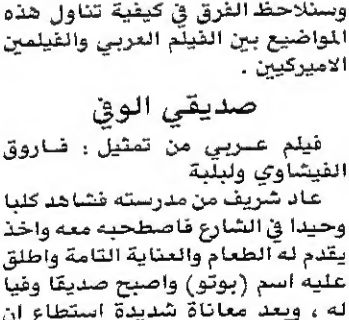 وسنلاحظ الفرق في كيفية تناول هذه
المواضيع بين الفيلم العربي والفيلمين
الاميركيين .
صديقي الوفي
فيلم عربي من تمثيل : فاروق
الفيشاوي ولبلبة
عاد شريف من مدرسته فشاهد كلبا
وحيدا في الشارع فاصطحبه معه واخذ
يقدم له الطعام والعناية التامة واطلق
عليه اسم (بوتو) واصبح صديقا وفيا
له ، وبعد معاناة شديدة استطاع ان